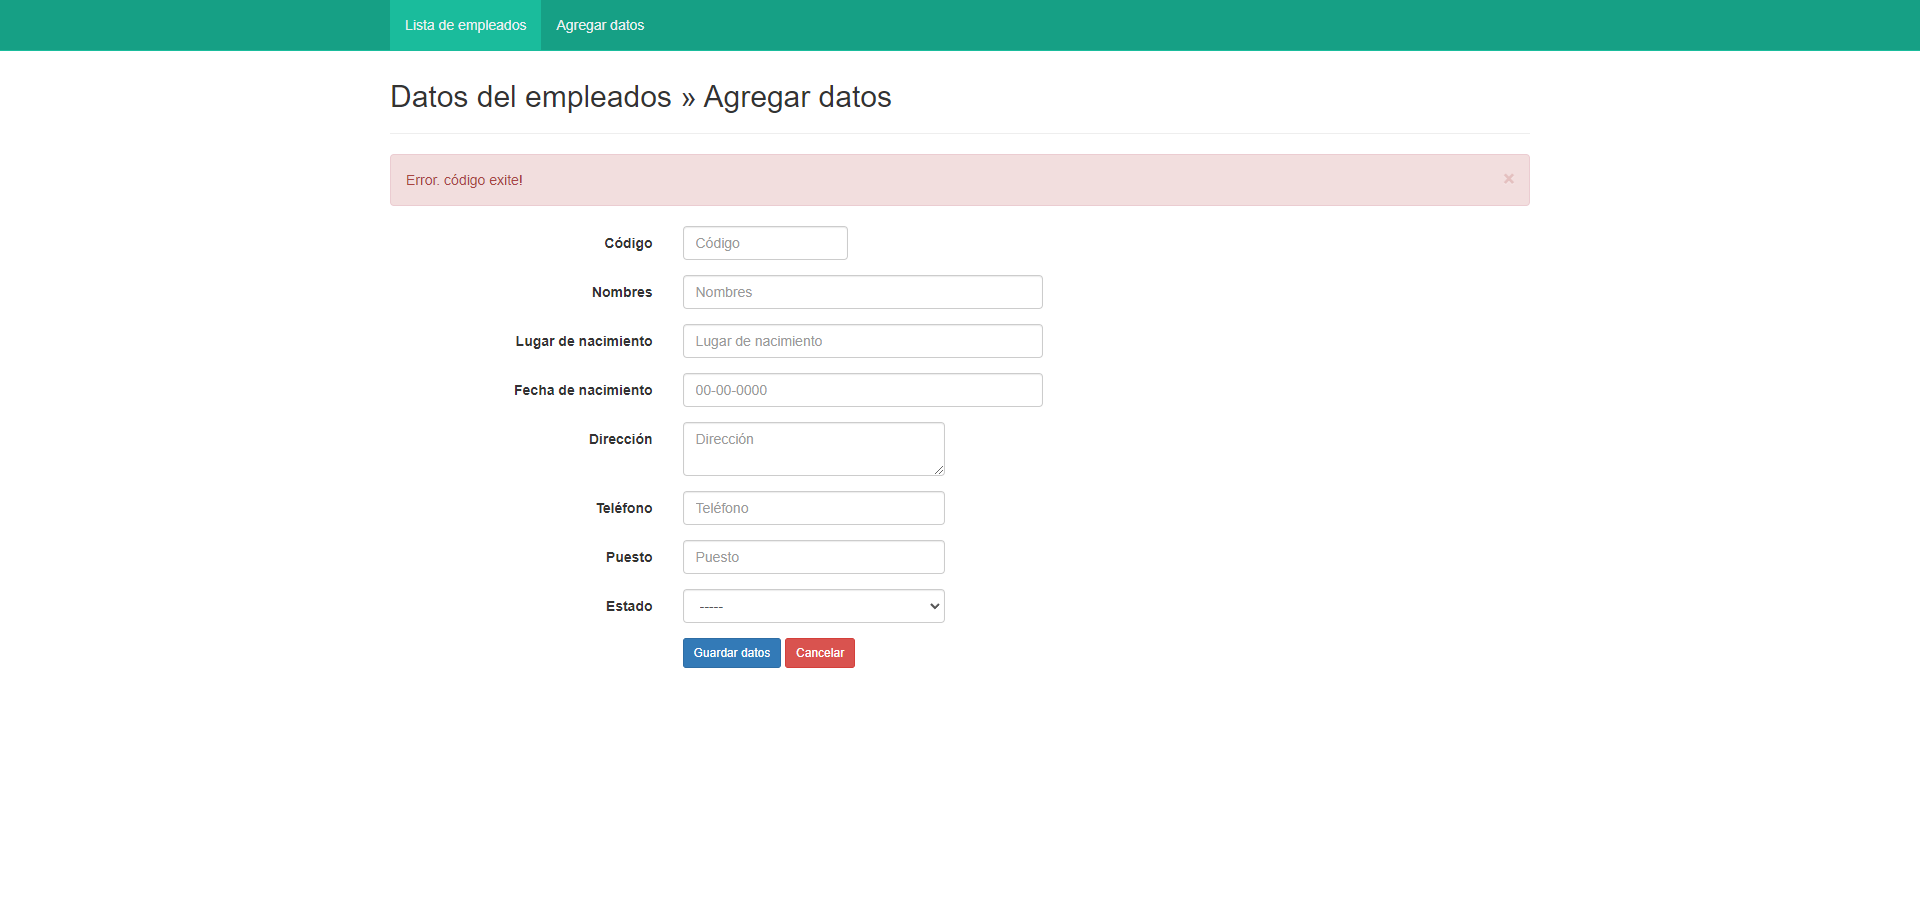 Lista de empleados Agregar datos
Datos del empleados » Agregar datos
Error. código exite! ×
Código Código
Nombres Nombres
Lugar de nacimiento Lugar de nacimiento
Fecha de nacimiento 00-00-0000
Dirección Dirección
Teléfono Teléfono
Puesto Puesto
Estado -----
Guardar datos Cancelar